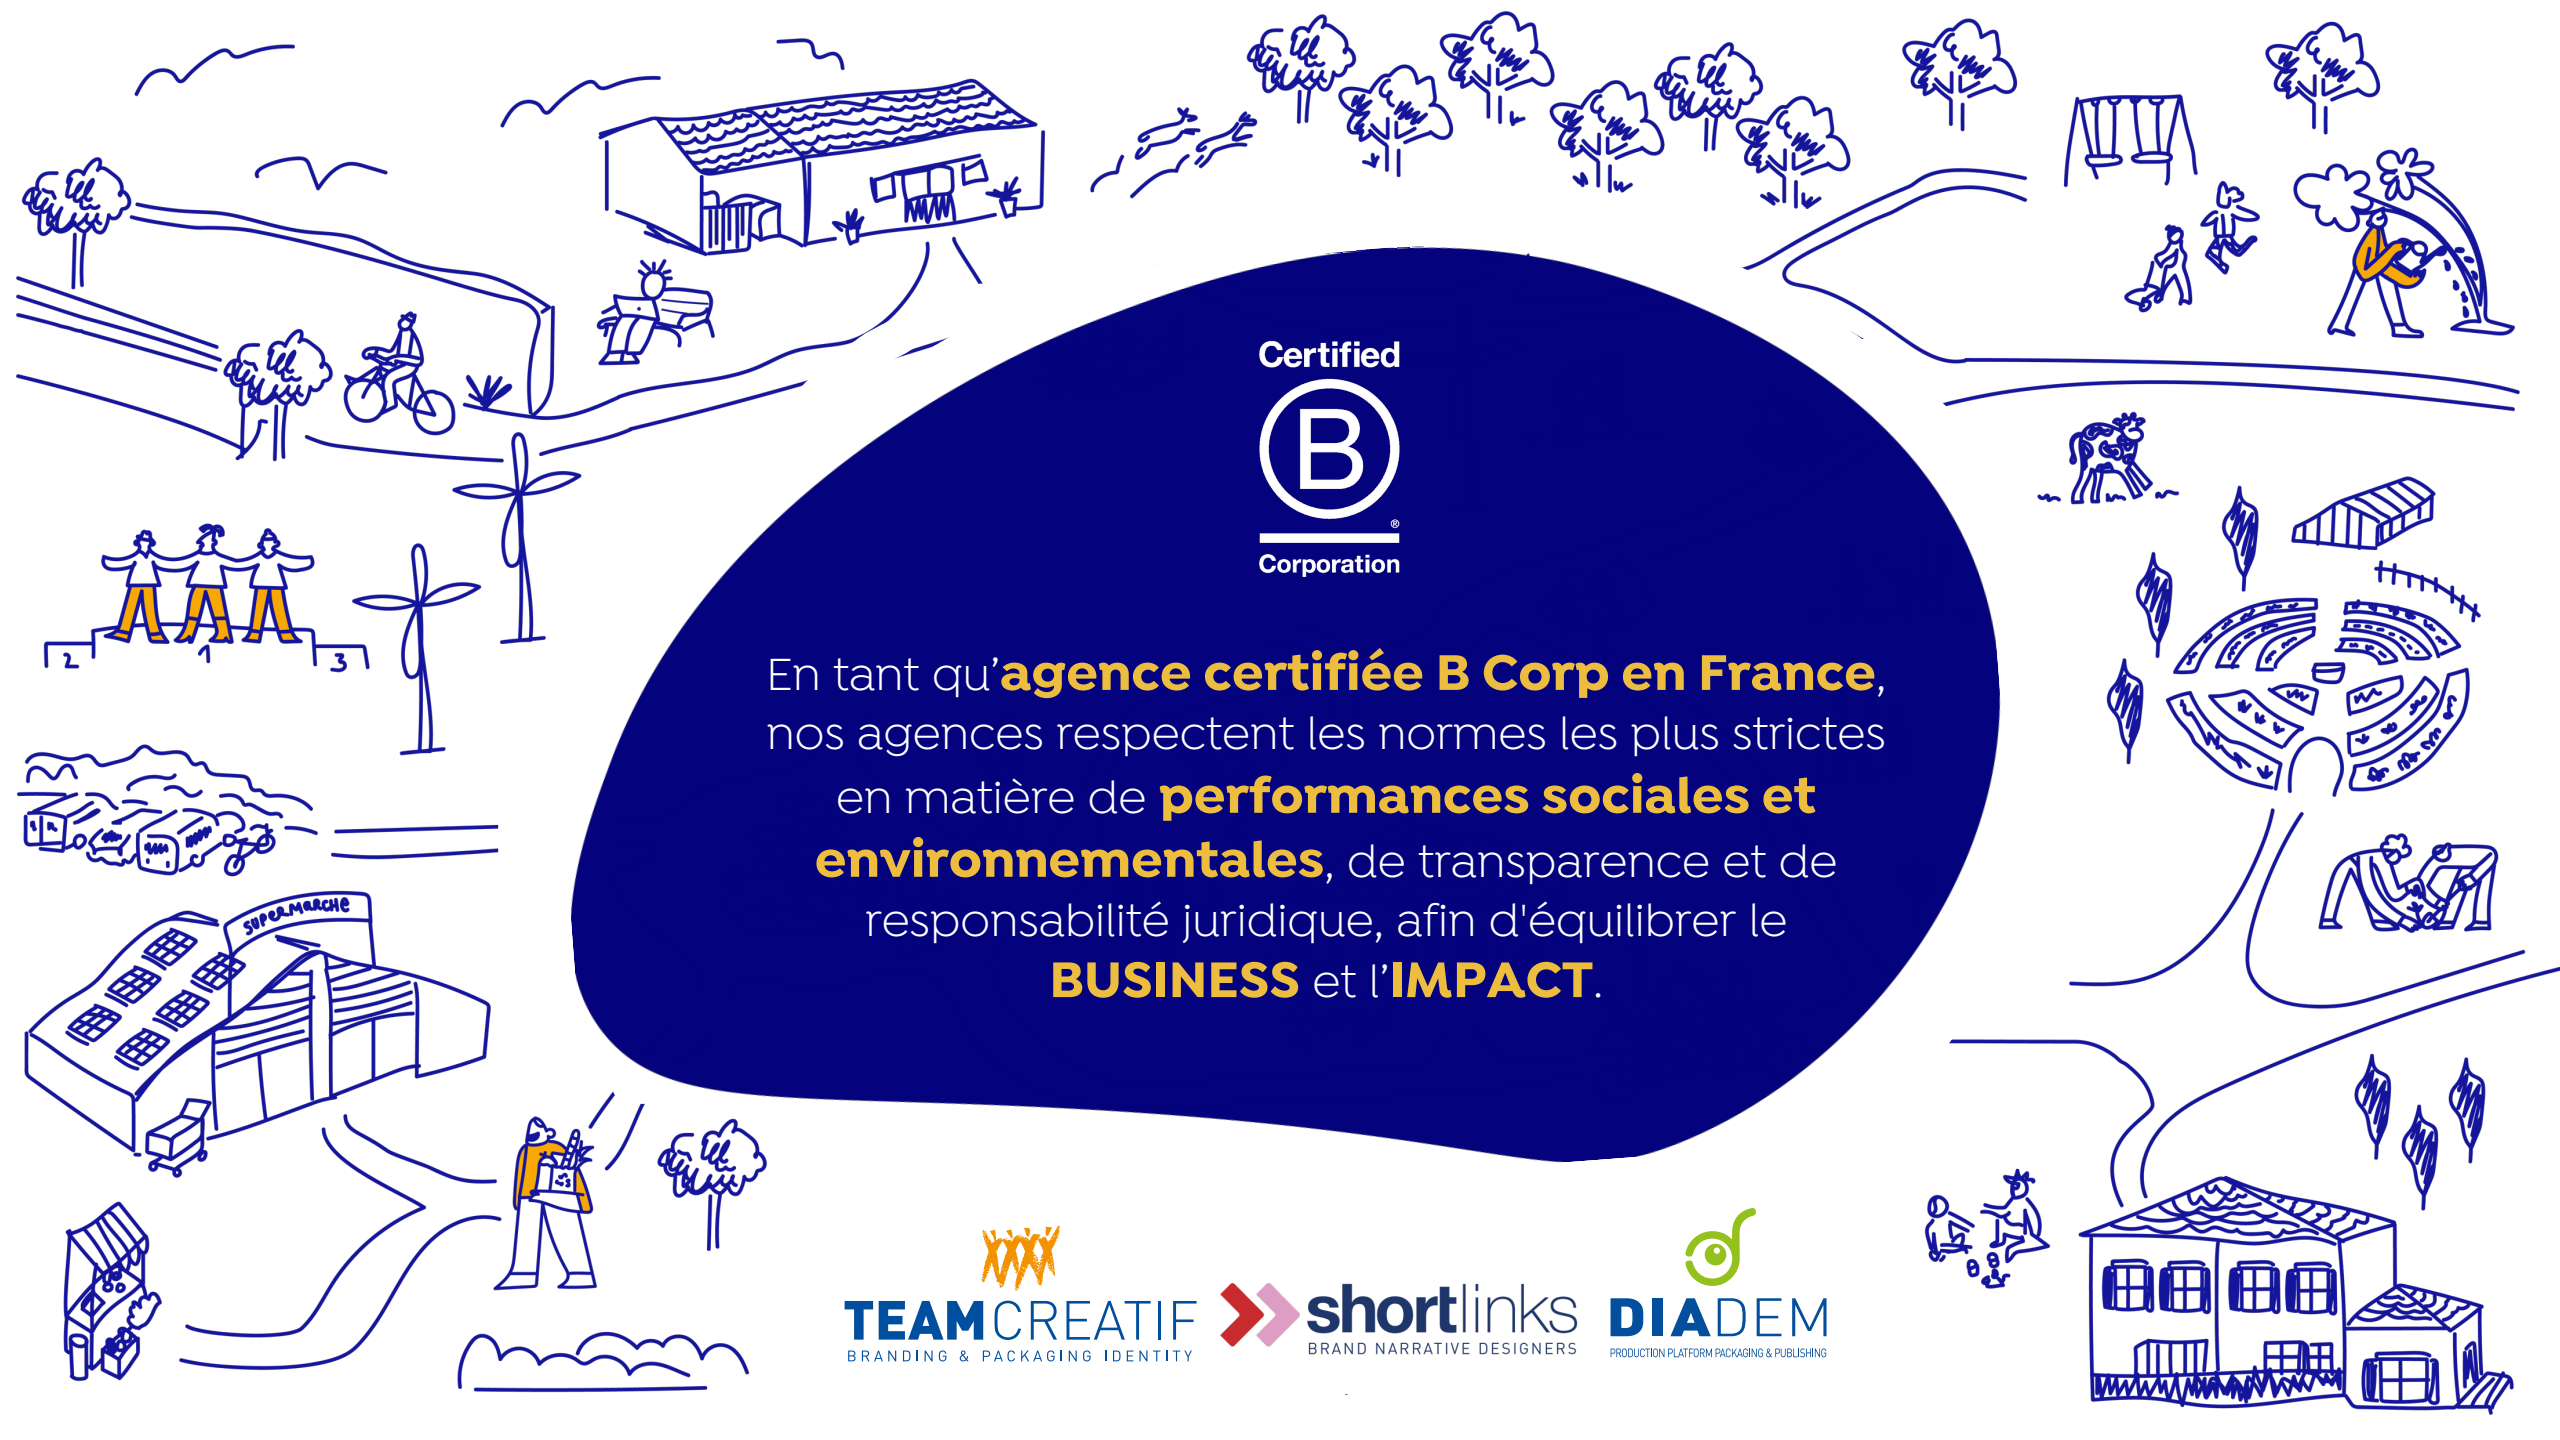 Certified
B
®
Corporation
En tant qu’agence certifiée B Corp en France,
nos agences respectent les normes les plus strictes
en matière de performances sociales et
environnementales, de transparence et de
responsabilité juridique, afin d'équilibrer le
BUSINESS et l’IMPACT.
2 1 3
SUPERMARCHE
TEAMCREATIF
BRANDING & PACKAGING IDENTITY
shortlinks
BRAND NARRATIVE DESIGNERS
DIADEM
PRODUCTION PLATFORM PACKAGING & PUBLISHING